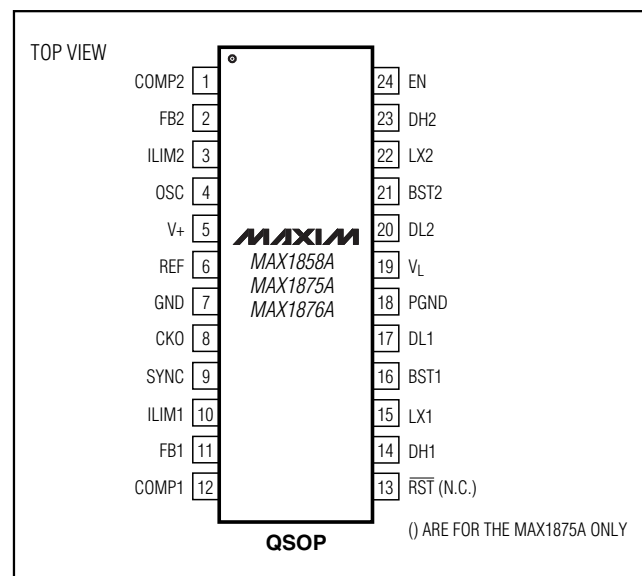 TOP VIEW
COMP2 1
FB2 2
ILIM2 3
OSC 4
V+ 5
REF 6
GND 7
CKO 8
SYNC 9
ILIM1 10
FB1 11
COMP1 12
MAXIM
MAX1858A
MAX1875A
MAX1876A
24 EN
23 DH2
22 LX2
21 BST2
20 DL2
19 VL
18 PGND
17 DL1
16 BST1
15 LX1
14 DH1
13 R̅S̅T̅ (N.C.)
QSOP
() ARE FOR THE MAX1875A ONLY